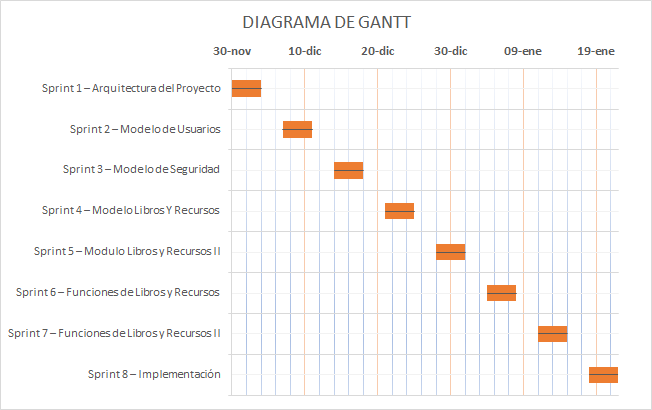 DIAGRAMA DE GANTT
30-nov 10-dic 20-dic 30-dic 09-ene 19-ene
Sprint 1 – Arquitectura del Proyecto
Sprint 2 – Modelo de Usuarios
Sprint 3 – Modelo de Seguridad
Sprint 4 – Modelo Libros Y Recursos
Sprint 5 – Modulo Libros y Recursos II
Sprint 6 – Funciones de Libros y Recursos
Sprint 7 – Funciones de Libros y Recursos II
Sprint 8 – Implementación